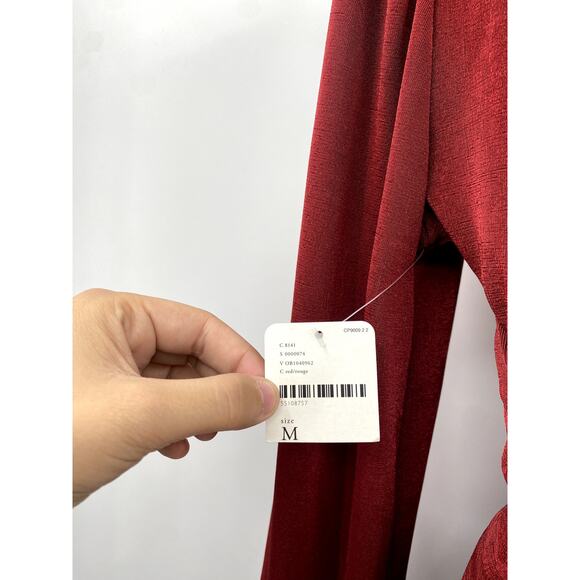 CP9009 2 2
C 8141
S 0000974
V OB1040962
C red/rouge
55108757
size
M